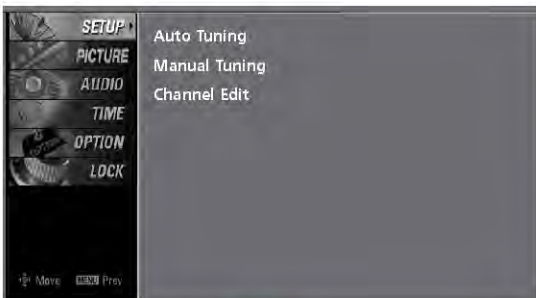 SETUP
PICTURE
AUDIO
TIME
OPTION
LOCK
Move MENU Prev
Auto Tuning
Manual Tuning
Channel Edit